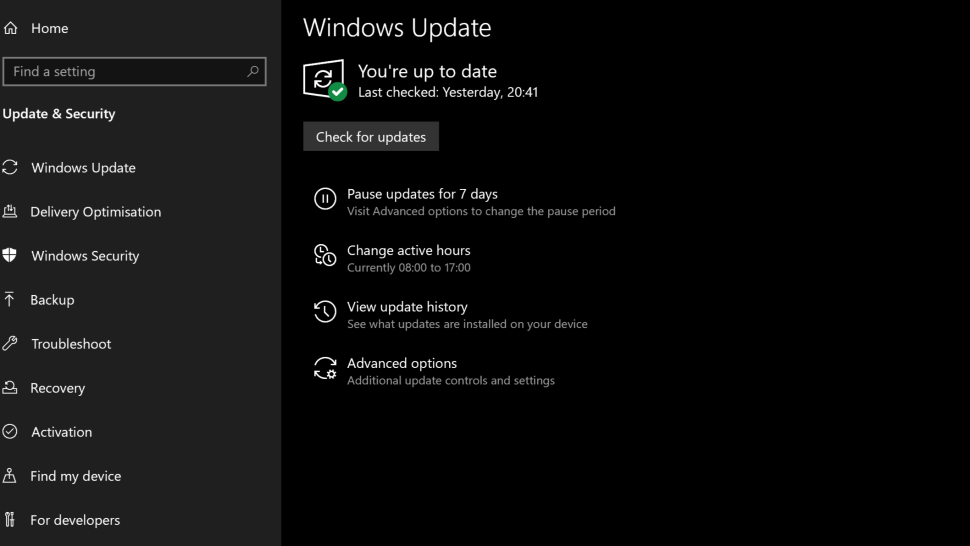 Home
Find a setting
Update & Security
Windows Update
Delivery Optimisation
Windows Security
Backup
Troubleshoot
Recovery
Activation
Find my device
For developers
Windows Update
You're up to date
Last checked: Yesterday, 20:41
Check for updates
Pause updates for 7 days
Visit Advanced options to change the pause period
Change active hours
Currently 08:00 to 17:00
View update history
See what updates are installed on your device
Advanced options
Additional update controls and settings